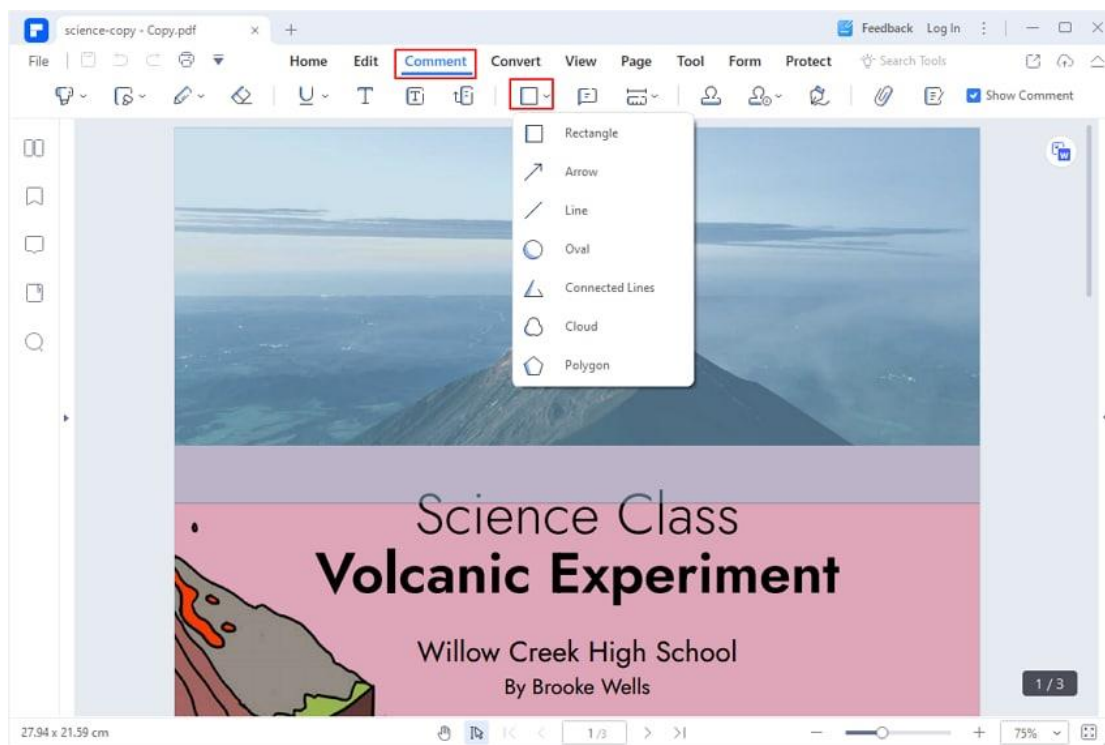 science-copy - Copy.pdf
Feedback Log In
File Home Edit Comment Convert View Page Tool Form Protect Search Tools
Show Comment
Rectangle
Arrow
Line
Oval
Connected Lines
Cloud
Polygon
Science Class
Volcanic Experiment
Willow Creek High School
By Brooke Wells
1 / 3
27.94 x 21.59 cm 1 /3 75%